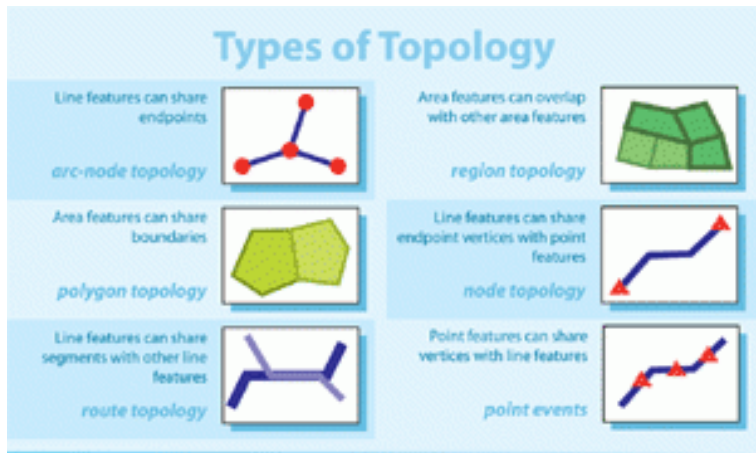 Types of Topology
Line features can share
endpoints
arc-node topology
Area features can share
boundaries
polygon topology
Line features can share
segments with other line
features
route topology
Area features can overlap
with other area features
region topology
Line features can share
endpoint vertices with point
features
node topology
Point features can share
vertices with line features
point events